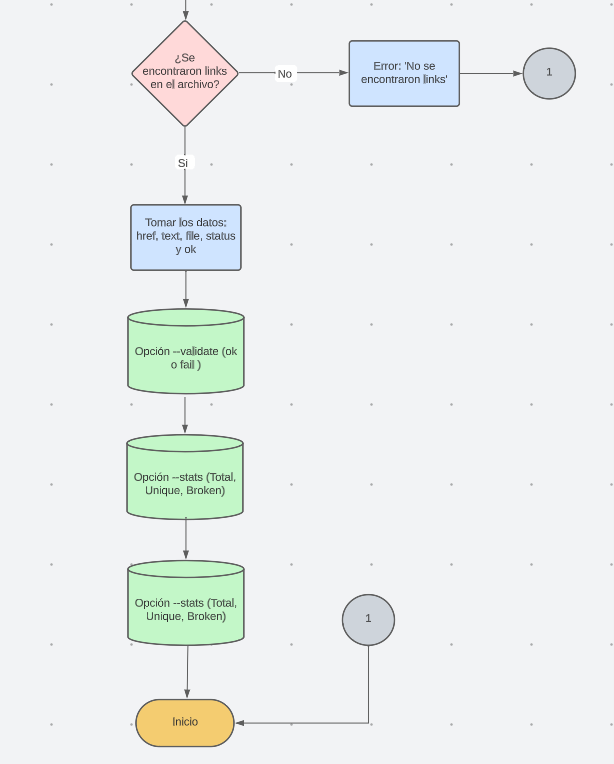 ¿Se
encontraron links
en el archivo?
No
Error: 'No se
encontraron links'
1
Si
Tomar los datos:
href, text, file, status
y ok
Opción --validate (ok
o fail )
Opción --stats (Total,
Unique, Broken)
Opción --stats (Total,
Unique, Broken)
1
Inicio